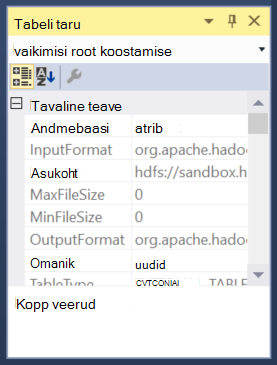 Tabeli taru
vaikimisi root koostamise
Tavaline teave
Andmebaasi atrib
InputFormat org.apache.hado
Asukoht hdfs://sandbox.h
MaxFileSize 0
MinFileSize 0
OutputFormat org.apache.hado
Omanik uudid
TableType TABLE
Kopp veerud